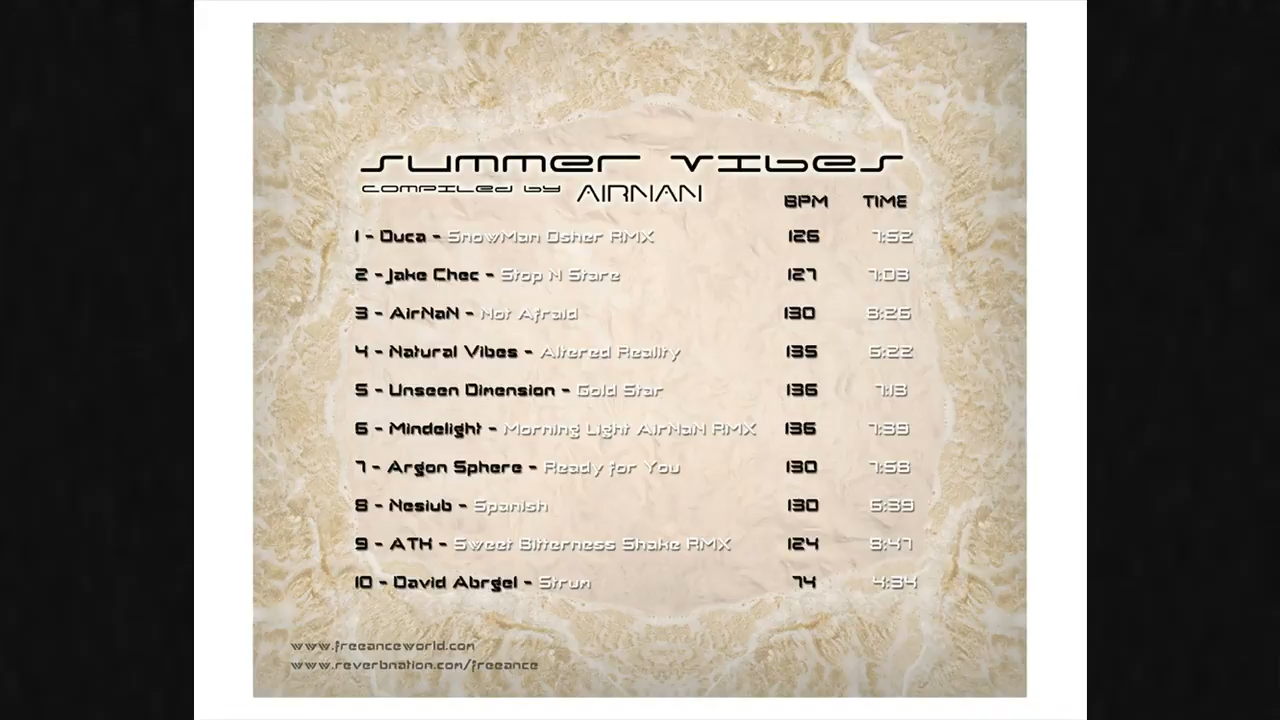 SUMMER VIBES
COMPILED BY AIRNAN
BPM TIME
1 - Duca - SnowMan Osher RMX 126 7:52
2 - Jake Chec - Stop N Stare 127 7:03
3 - AirNaN - Not Afraid 130 8:26
4 - Natural Vibes - Altered Reality 135 6:22
5 - Unseen Dimension - Gold Star 136 7:13
6 - Mindelight - Morning Light AirNaN RMX 136 7:39
7 - Argon Sphere - Ready for You 130 7:58
8 - Nesiub - Spanish 130 6:39
9 - ATK - Sweet Bitterness Shake RMX 124 8:47
10 - David Abrgel - Strun 74 4:34
www.freeanceworld.com
www.reverbnation.com/freeance